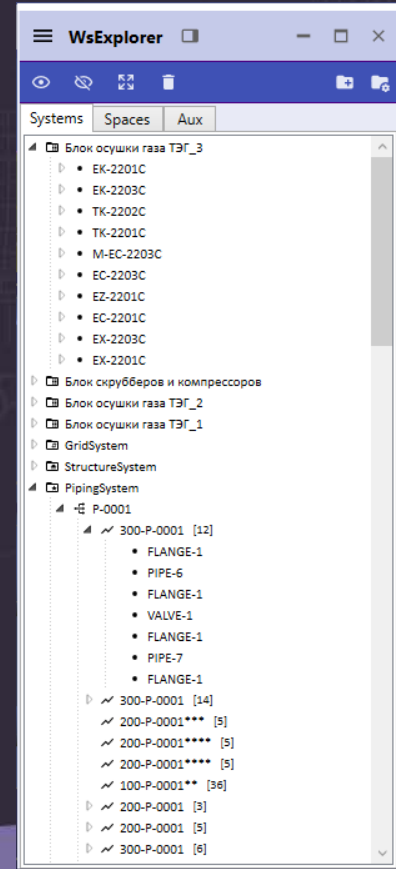 WsExplorer
Systems Spaces Aux
Блок осушки газа ТЭГ_3
EK-2201C
EK-2203C
TK-2202C
TK-2201C
M-EC-2203C
EC-2203C
EZ-2201C
EC-2201C
EX-2203C
EX-2201C
Блок скрубберов и компрессоров
Блок осушки газа ТЭГ_2
Блок осушки газа ТЭГ_1
GridSystem
StructureSystem
PipingSystem
P-0001
300-P-0001 [12]
FLANGE-1
PIPE-6
FLANGE-1
VALVE-1
FLANGE-1
PIPE-7
FLANGE-1
300-P-0001 [14]
200-P-0001*** [5]
200-P-0001**** [5]
200-P-0001**** [5]
100-P-0001** [36]
200-P-0001 [3]
200-P-0001 [5]
300-P-0001 [6]